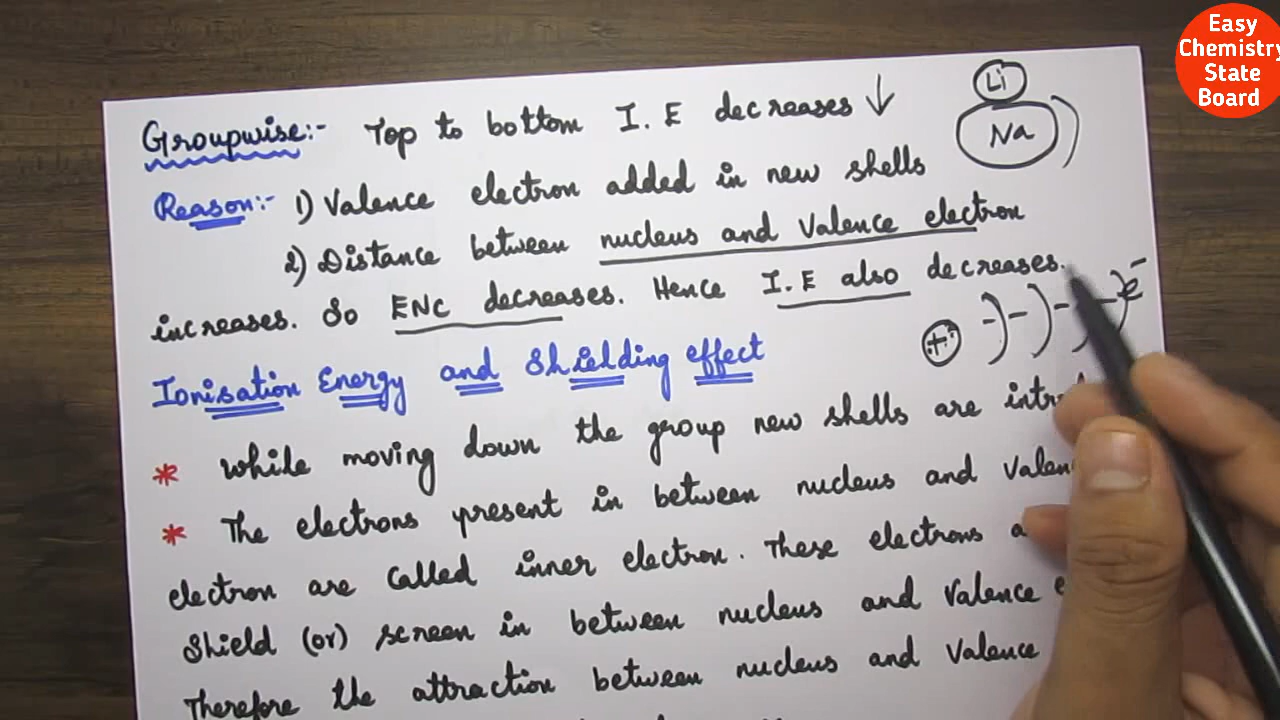 Easy
Chemistry
State
Board
Groupwise:- Top to bottom I.E decreases ↓
Li
Na
Reason:- 1) Valence electron added in new shells
2) Distance between nucleus and valence electron
increases. So ENC decreases. Hence I.E also decreases.
+ - - - - e-
Ionisation Energy and Shielding effect
* While moving down the group new shells are intr
* The electrons present in between nucleus and valen
electron are called inner electron. These electrons a
shield (or) screen in between nucleus and valence e
Therefore the attraction between nucleus and valence